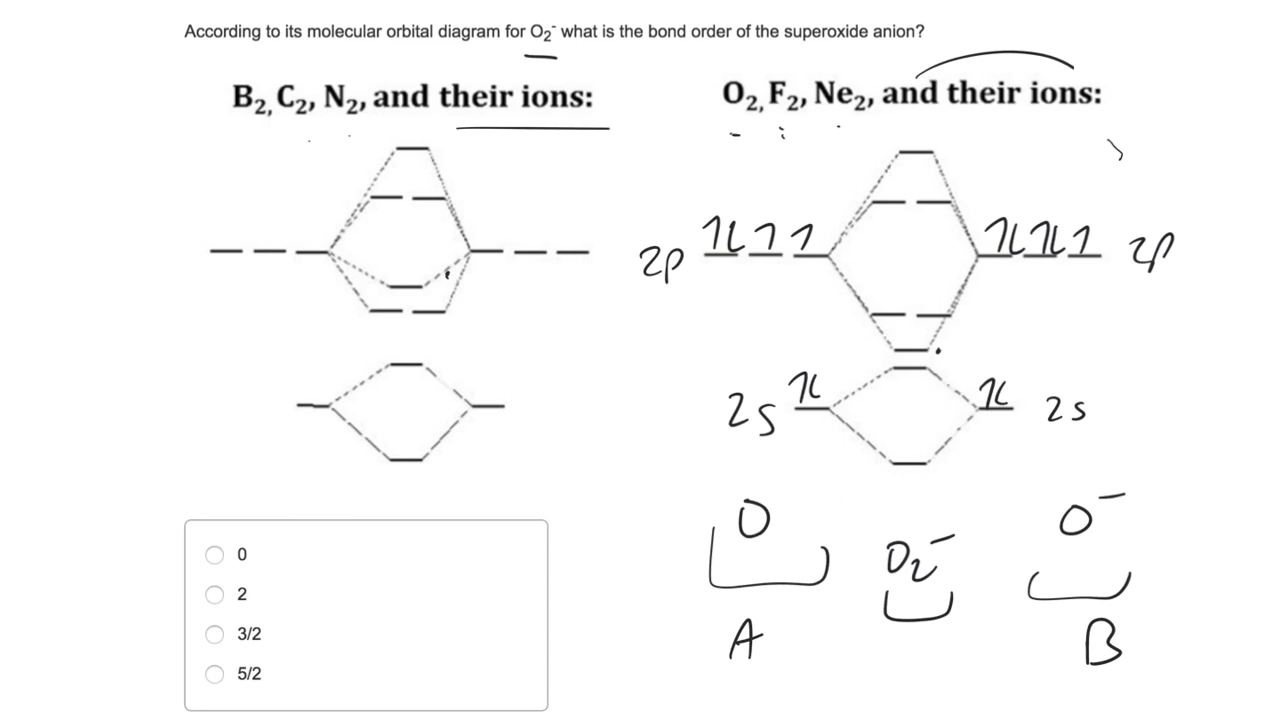 According to its molecular orbital diagram for O₂⁻ what is the bond order of the superoxide anion?
B₂, C₂, N₂, and their ions:
O₂, F₂, Ne₂, and their ions:
2p
2p
2s
2s
O
O₂⁻
O⁻
A
B
0
2
3/2
5/2